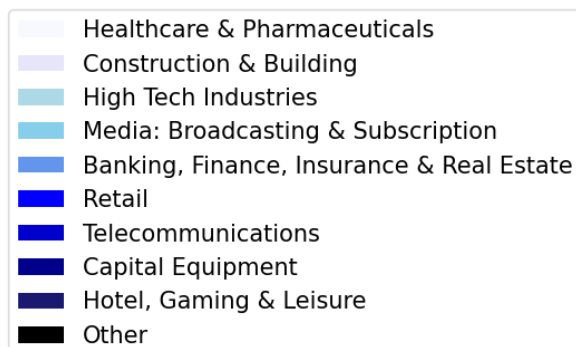 Healthcare & Pharmaceuticals
Construction & Building
High Tech Industries
Media: Broadcasting & Subscription
Banking, Finance, Insurance & Real Estate
Retail
Telecommunications
Capital Equipment
Hotel, Gaming & Leisure
Other